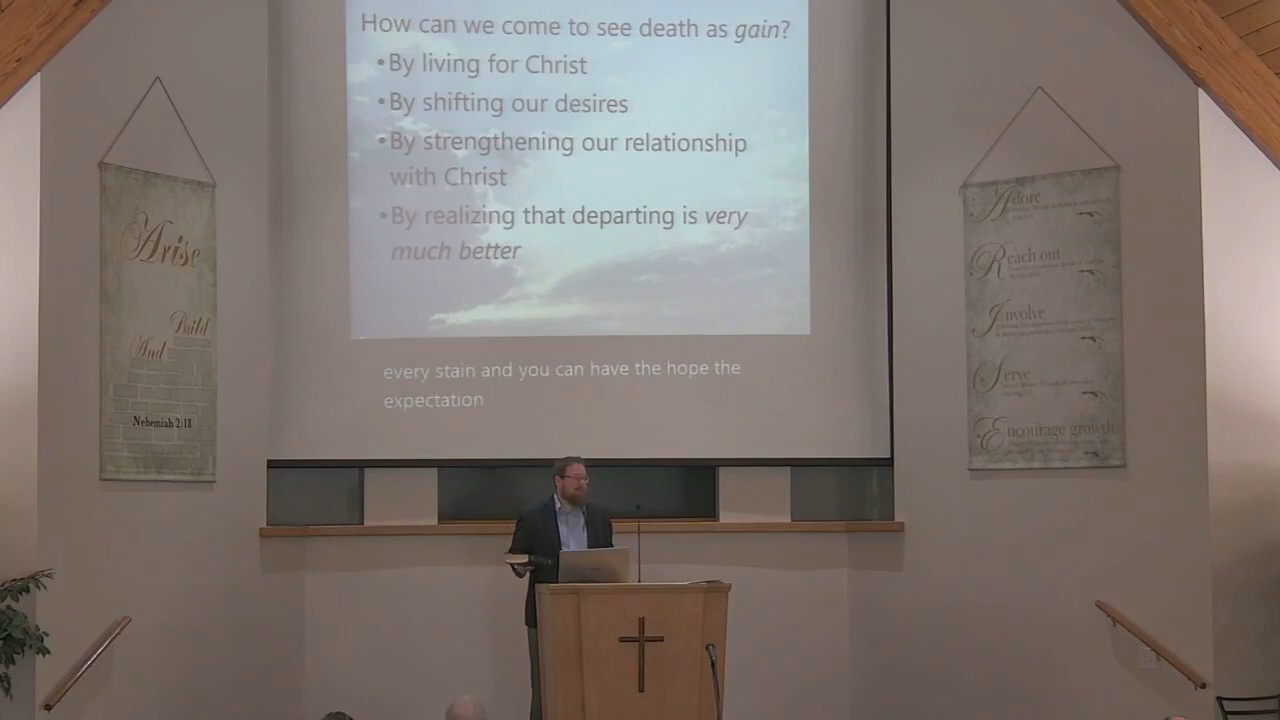 How can we come to see death as gain?
•By living for Christ
•By shifting our desires
•By strengthening our relationship
with Christ
•By realizing that departing is very
much better
every stain and you can have the hope the
expectation
Arise
And
Build
Nehemiah 2:18
Adore
Reach out
Involve
Serve
Encourage growth